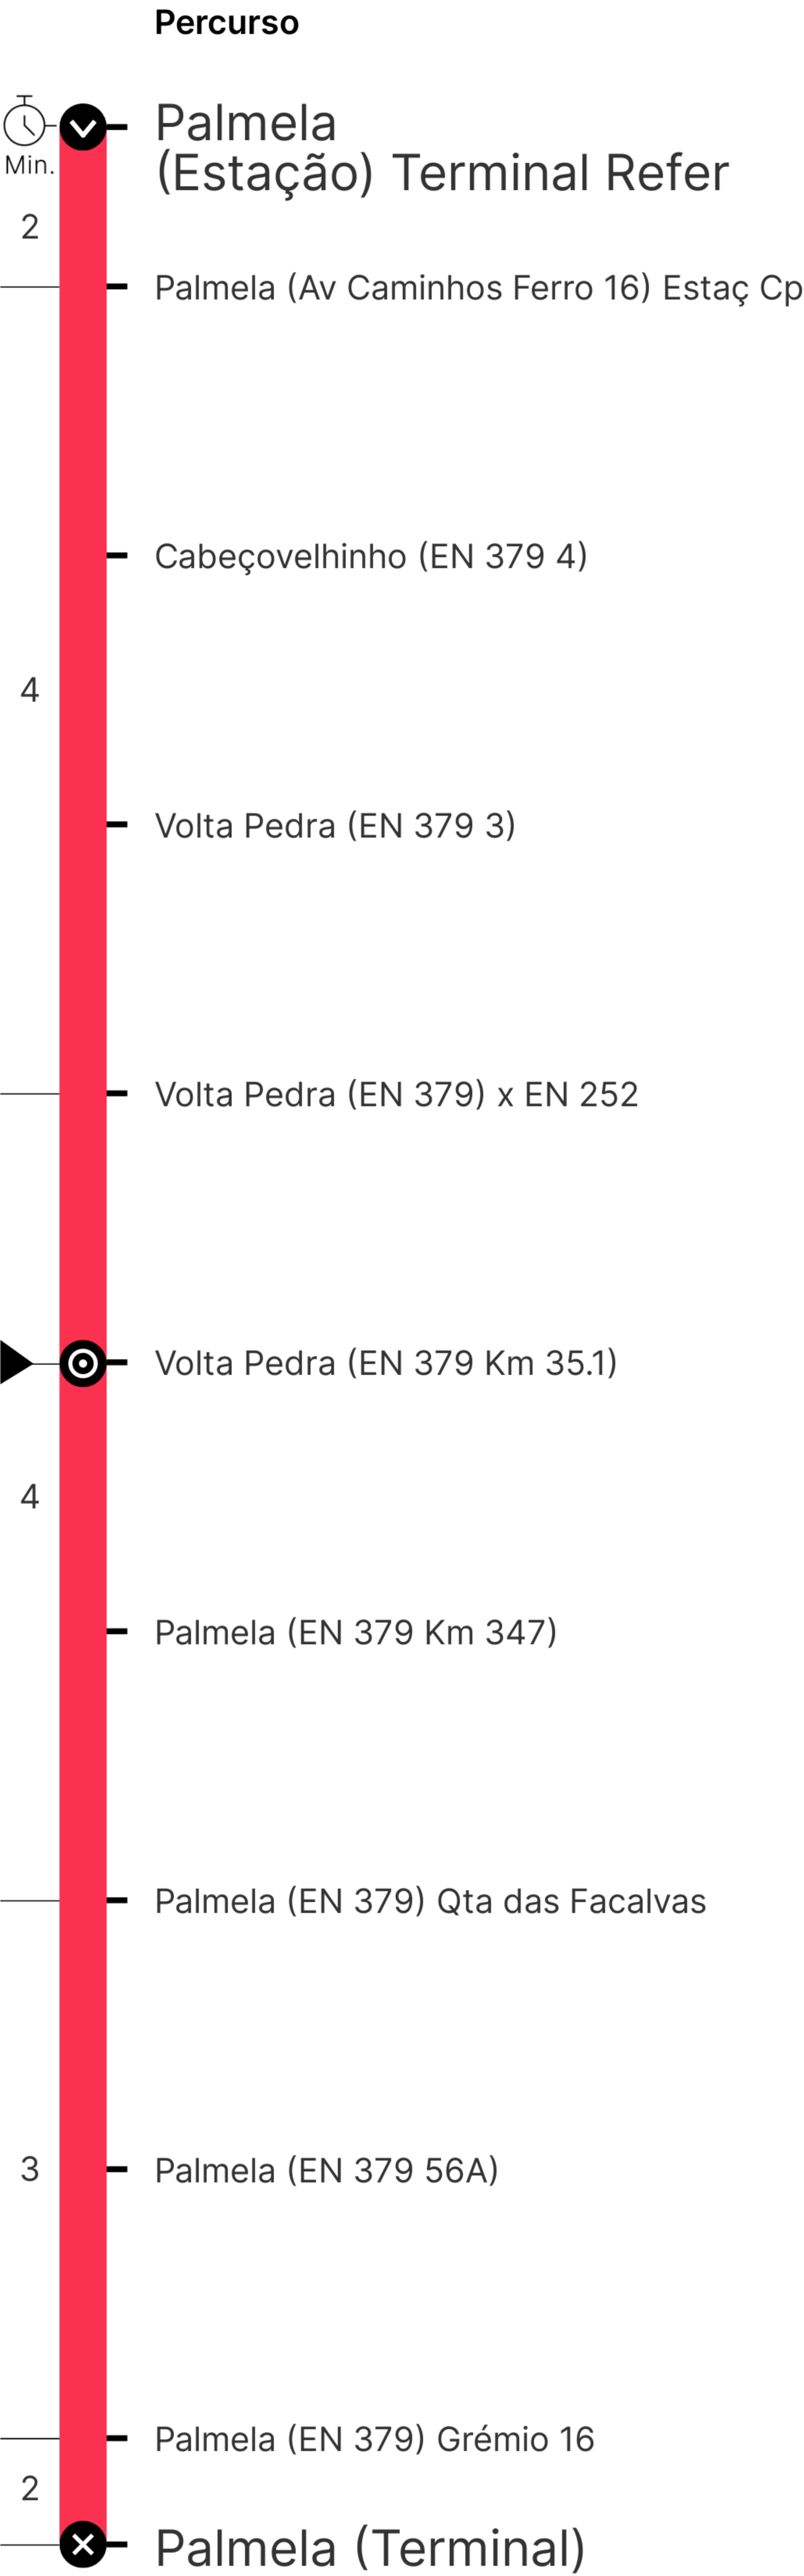 Percurso
Palmela
(Estação) Terminal Refer
Min.
2
Palmela (Av Caminhos Ferro 16) Estaç Cp
Cabeçovelhinho (EN 379 4)
4
Volta Pedra (EN 379 3)
Volta Pedra (EN 379) x EN 252
Volta Pedra (EN 379 Km 35.1)
4
Palmela (EN 379 Km 347)
Palmela (EN 379) Qta das Facalvas
3
Palmela (EN 379 56A)
Palmela (EN 379) Grémio 16
2
Palmela (Terminal)